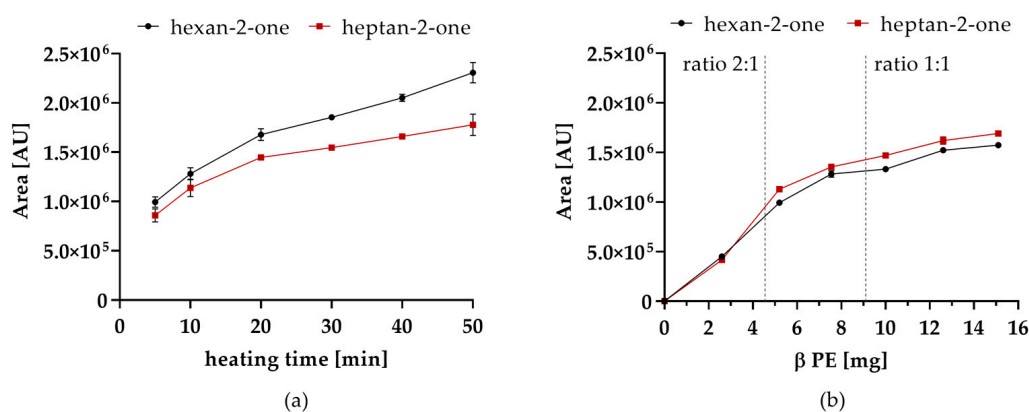 hexan-2-one heptan-2-one
2.5×10⁶
2.0×10⁶
1.5×10⁶
1.0×10⁶
5.0×10⁵
0
Area [AU]
0 10 20 30 40 50
heating time [min]
(a)
hexan-2-one heptan-2-one
ratio 2:1 ratio 1:1
2.5×10⁶
2.0×10⁶
1.5×10⁶
1.0×10⁶
5.0×10⁵
0
Area [AU]
0 2 4 6 8 10 12 14 16
β PE [mg]
(b)